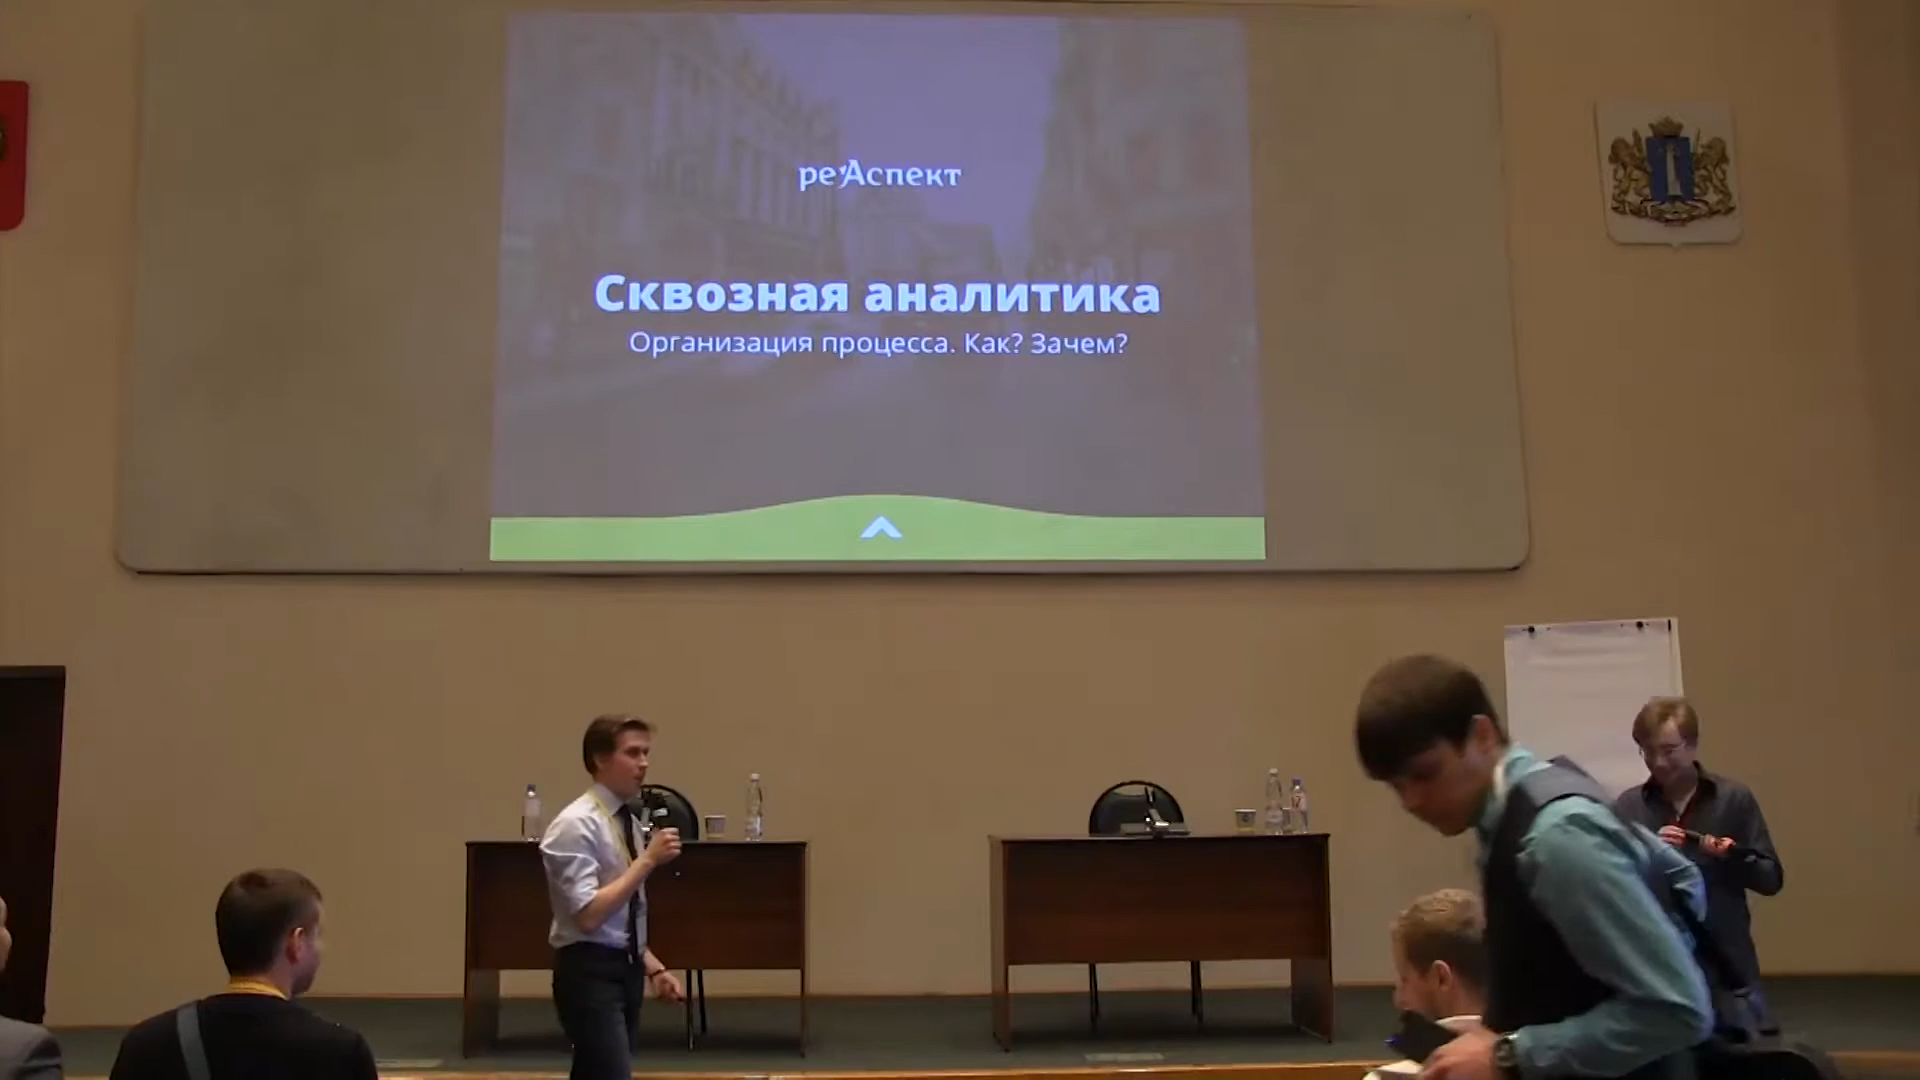 реАспект
Сквозная аналитика
Организация процесса. Как? Зачем?